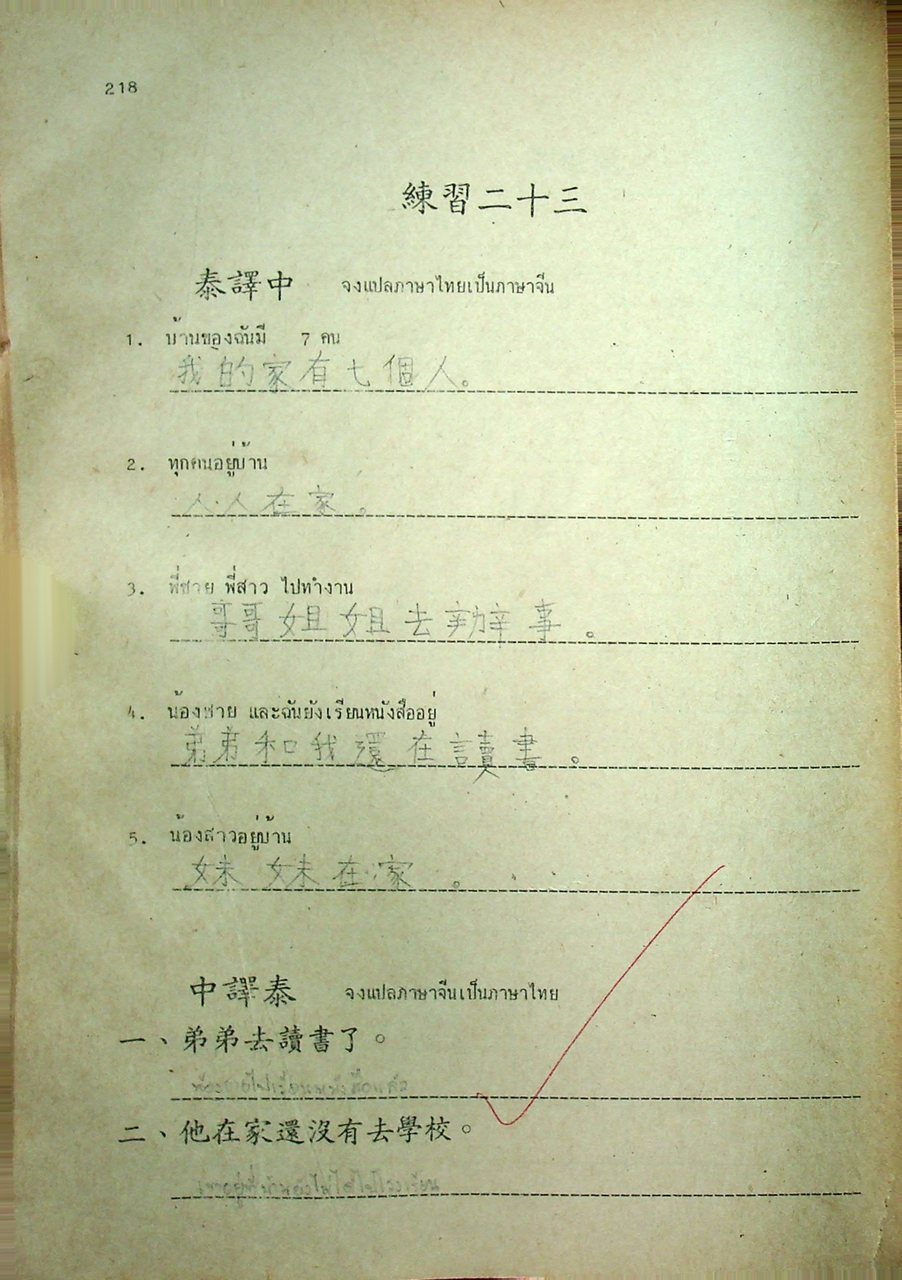 218
練習二十三
泰譯中 จงแปลภาษาไทยเป็นภาษาจีน
1. บ้านของฉันมี 7 คน
我的家有七個人。
2. ทุกคนอยู่บ้าน
人人在家。
3. พี่ชาย พี่สาว ไปทำงาน
哥哥姐姐去辦事。
4. น้องชาย และฉันยังเรียนหนังสืออยู่
弟弟和我還在讀書。
5. น้องสาวอยู่บ้าน
妹妹在家。
中譯泰 จงแปลภาษาจีนเป็นภาษาไทย
一、弟弟去讀書了。
二、他在家還沒有去學校。